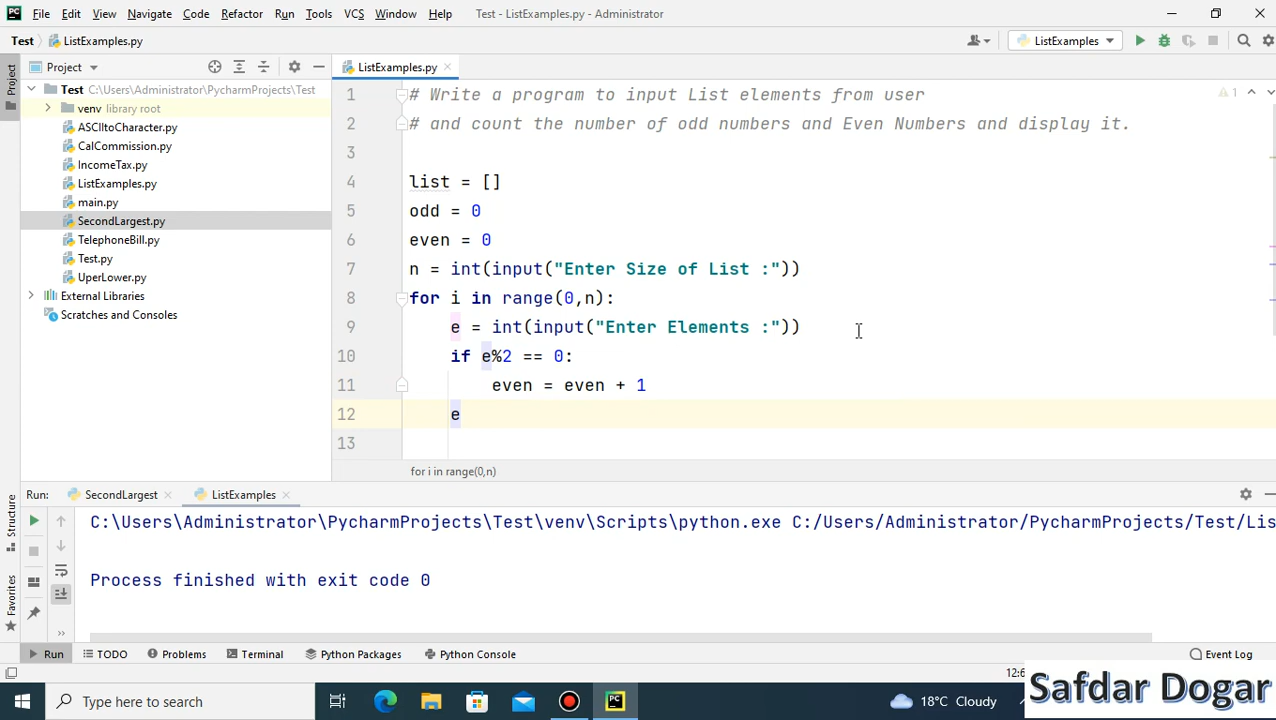 File Edit View Navigate Code Refactor Run Tools VCS Window Help Test - ListExamples.py - Administrator
Test ListExamples.py ListExamples
Project
Project
ListExamples.py
Test C:\Users\Administrator\PycharmProjects\Test
venv library root
ASCIItoCharacter.py
CalCommission.py
IncomeTax.py
ListExamples.py
main.py
SecondLargest.py
TelephoneBill.py
Test.py
UperLower.py
External Libraries
Scratches and Consoles
1 # Write a program to input List elements from user
2 # and count the number of odd numbers and Even Numbers and display it.
3
4 list = []
5 odd = 0
6 even = 0
7 n = int(input("Enter Size of List :"))
8 for i in range(0,n):
9 e = int(input("Enter Elements :"))
10 if e%2 == 0:
11 even = even + 1
12 e
13
1
for i in range(0,n)
Structure
Favorites
Run: SecondLargest ListExamples
C:\Users\Administrator\PycharmProjects\Test\venv\Scripts\python.exe C:/Users/Administrator/PycharmProjects/Test/Lis
Process finished with exit code 0
Run TODO Problems Terminal Python Packages Python Console Event Log
12:6
Safdar Dogar
Type here to search
PC
18°C Cloudy